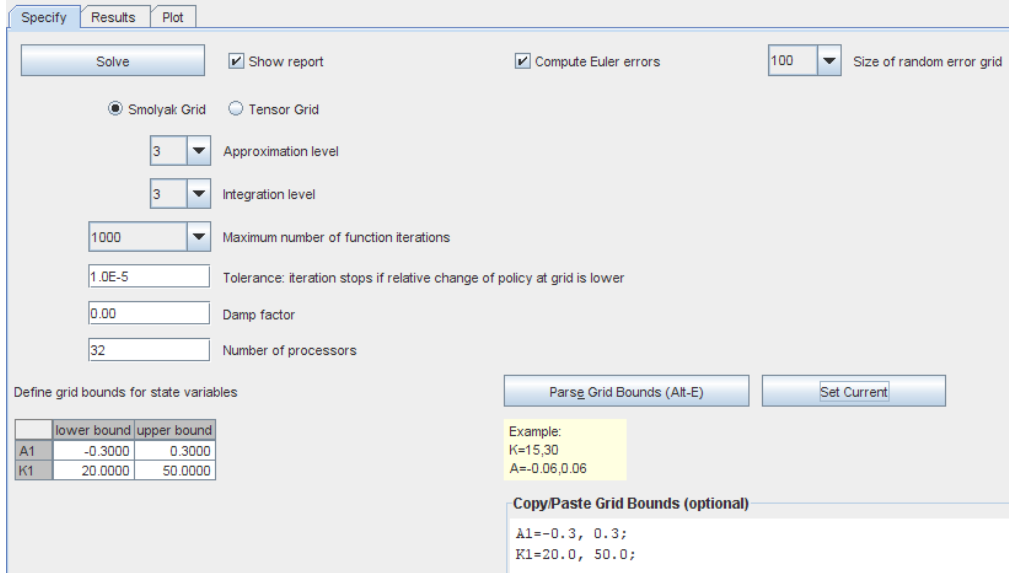 Specify Results Plot
Solve Show report Compute Euler errors 100 Size of random error grid
Smolyak Grid Tensor Grid
3 Approximation level
3 Integration level
1000 Maximum number of function iterations
1.0E-5 Tolerance: iteration stops if relative change of policy at grid is lower
0.00 Damp factor
32 Number of processors
Define grid bounds for state variables Parse Grid Bounds (Alt-E) Set Current
lower bound upper bound
A1 -0.3000 0.3000
K1 20.0000 50.0000
Example:
K=15,30
A=-0.06,0.06
Copy/Paste Grid Bounds (optional)
A1=-0.3, 0.3;
K1=20.0, 50.0;